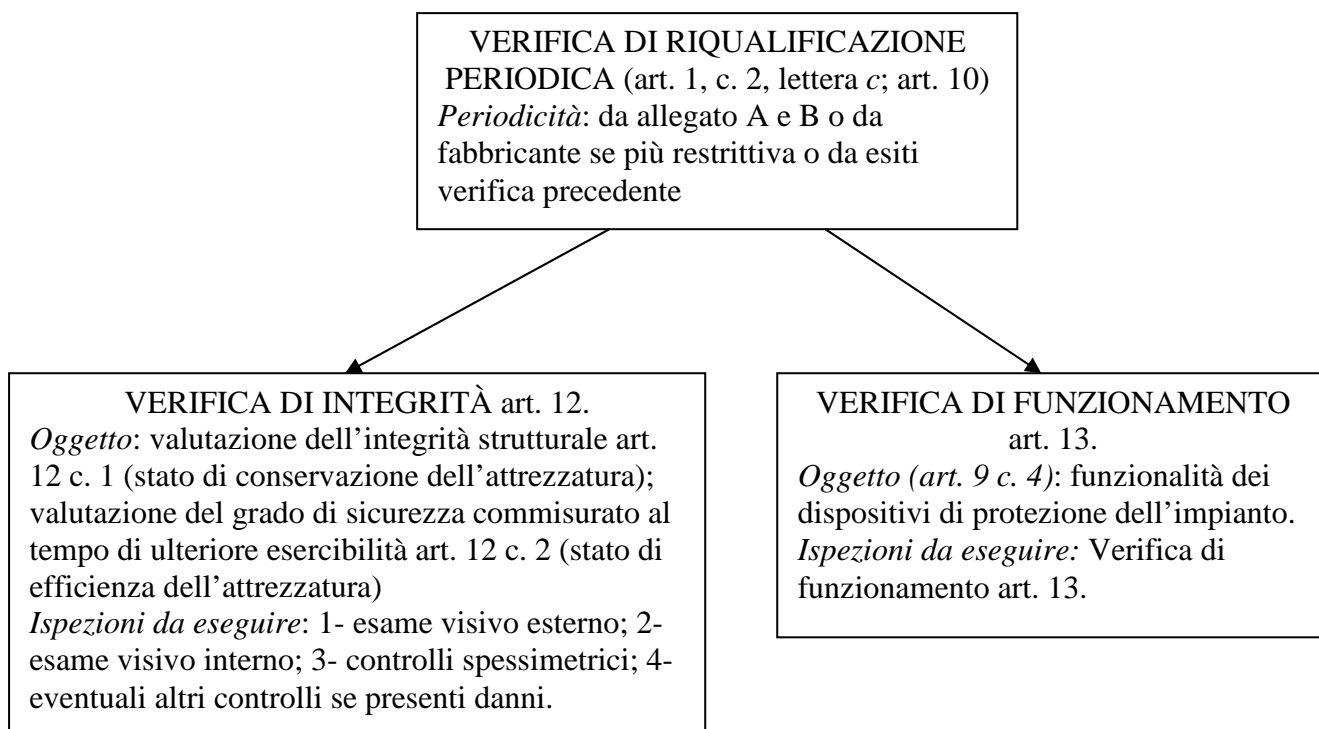 VERIFICA DI RIQUALIFICAZIONE
PERIODICA (art. 1, c. 2, lettera c; art. 10)
Periodicità: da allegato A e B o da
fabbricante se più restrittiva o da esiti
verifica precedente
VERIFICA DI INTEGRITÀ art. 12.
Oggetto: valutazione dell’integrità strutturale art.
12 c. 1 (stato di conservazione dell’attrezzatura);
valutazione del grado di sicurezza commisurato al
tempo di ulteriore esercibilità art. 12 c. 2 (stato di
efficienza dell’attrezzatura)
Ispezioni da eseguire: 1- esame visivo esterno; 2-
esame visivo interno; 3- controlli spessimetrici; 4-
eventuali altri controlli se presenti danni.
VERIFICA DI FUNZIONAMENTO
art. 13.
Oggetto (art. 9 c. 4): funzionalità dei
dispositivi di protezione dell’impianto.
Ispezioni da eseguire: Verifica di
funzionamento art. 13.